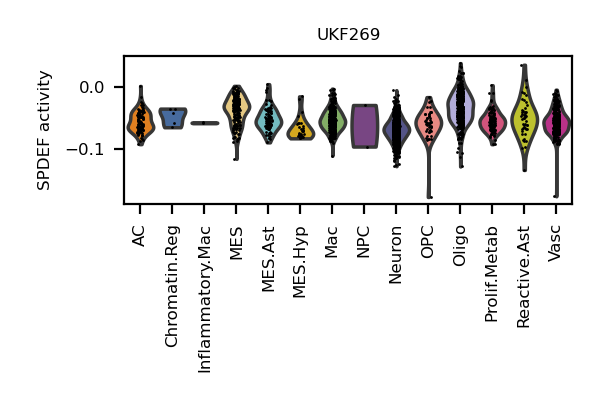 UKF269
SPDEF activity
0.0
−0.1
AC
Chromatin.Reg
Inflammatory.Mac
MES
MES.Ast
MES.Hyp
Mac
NPC
Neuron
OPC
Oligo
Prolif.Metab
Reactive.Ast
Vasc